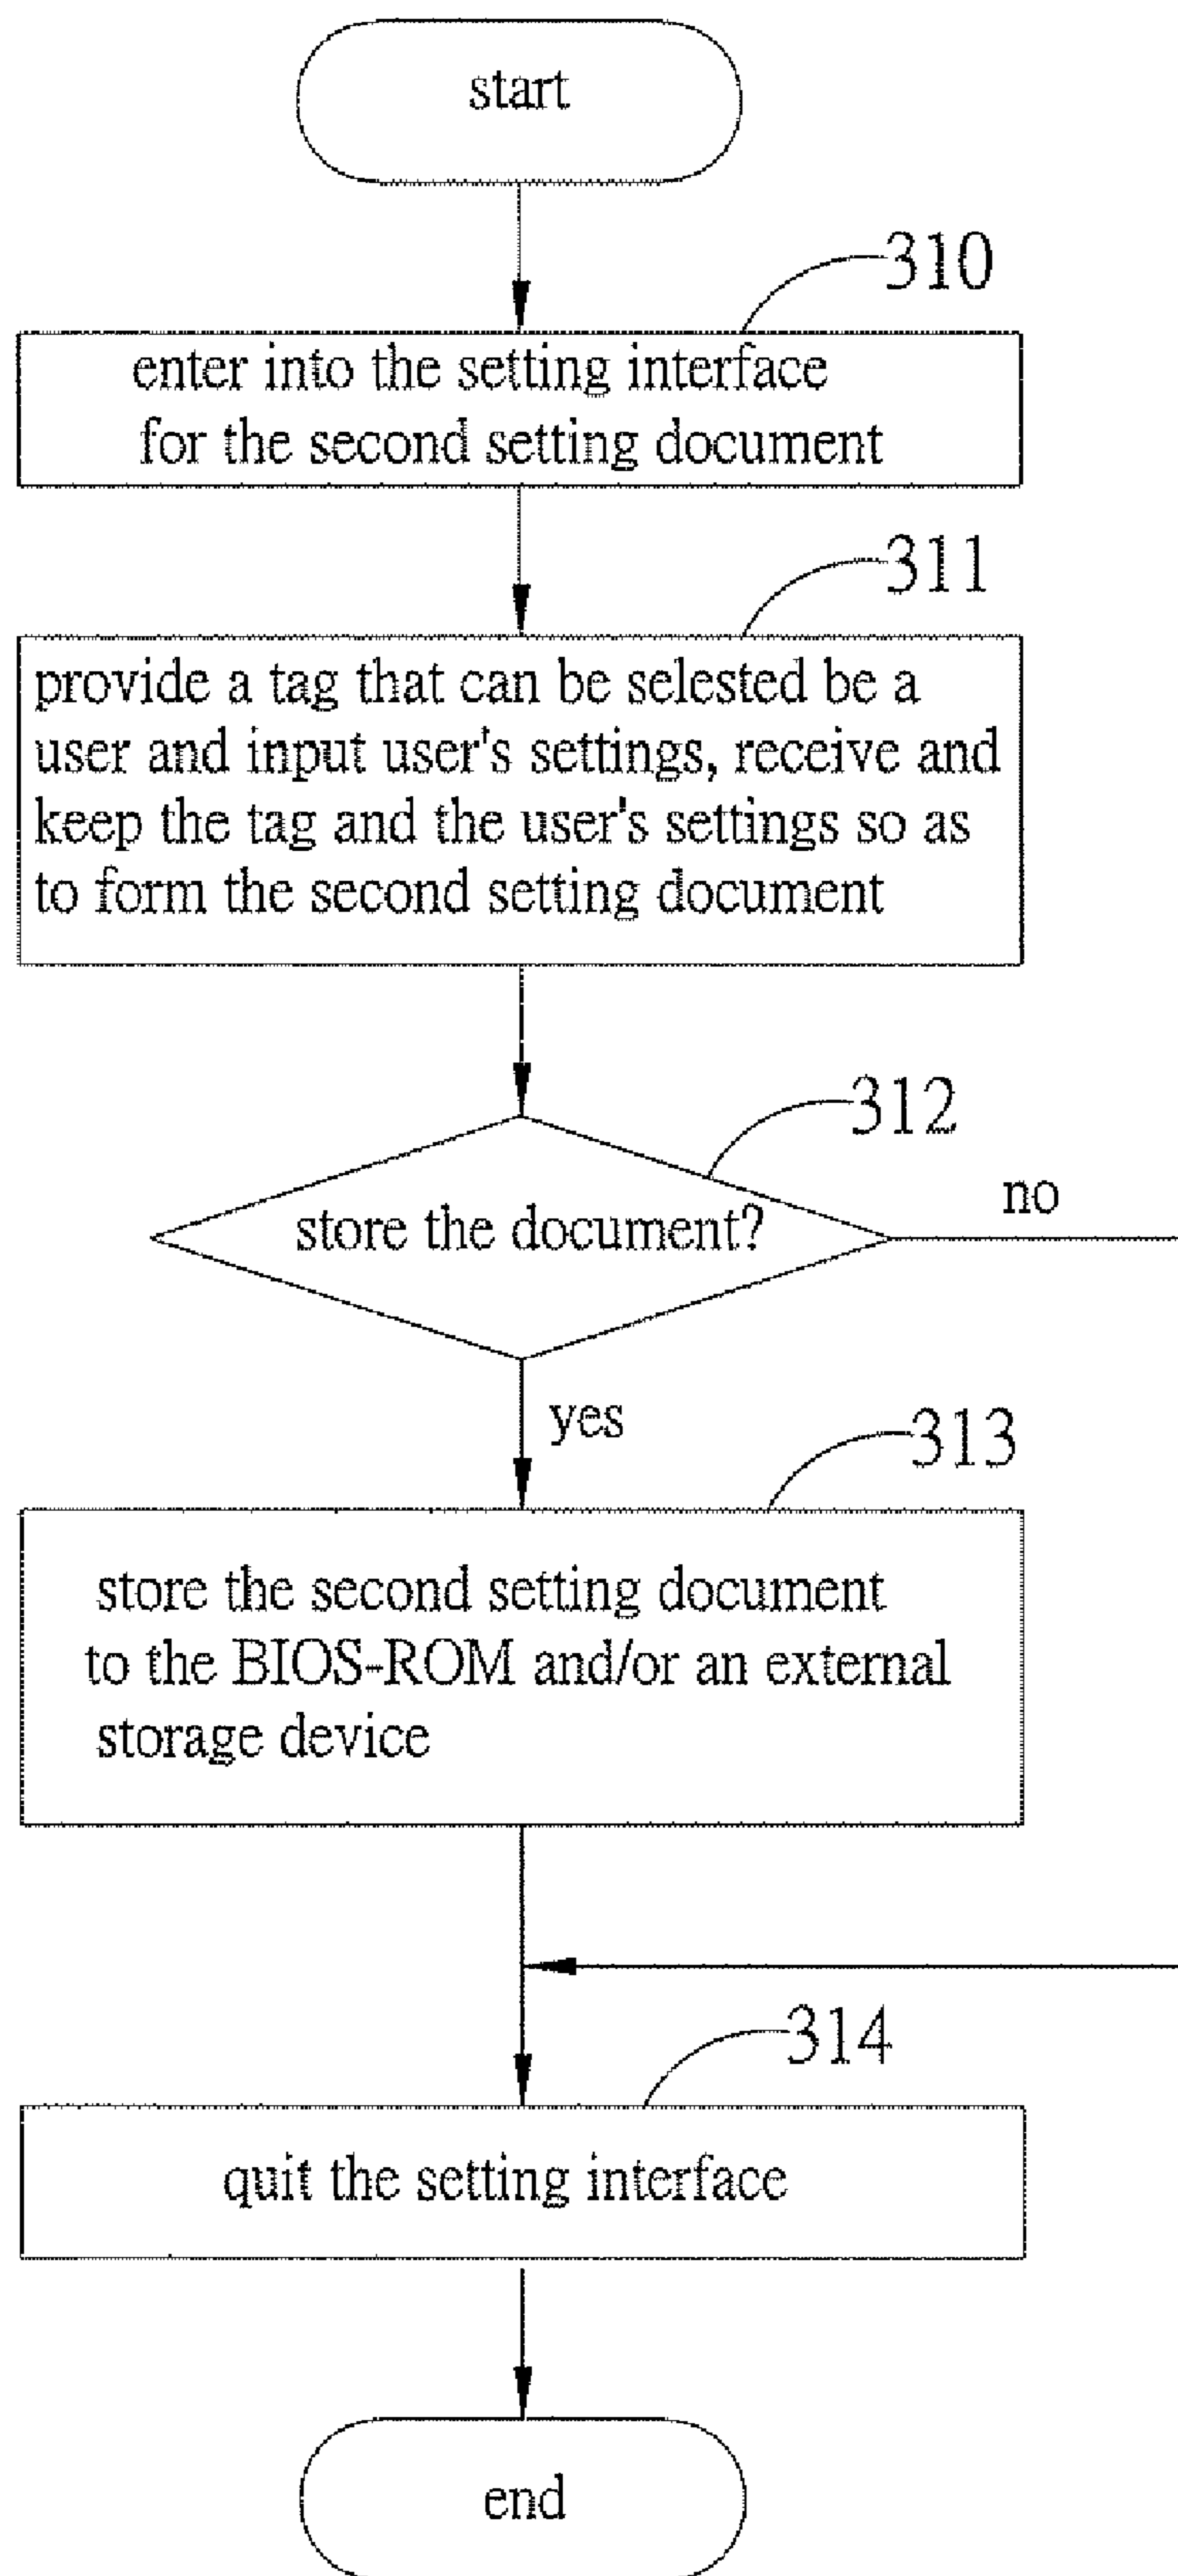 start
310
enter into the setting interface
for the second setting document
311
provide a tag that can be selested be a
user and input user's settings, receive and
keep the tag and the user's settings so as
to form the second setting document
312
store the document?
no
yes
313
store the second setting document
to the BIOS-ROM and/or an external
storage device
314
quit the setting interface
end